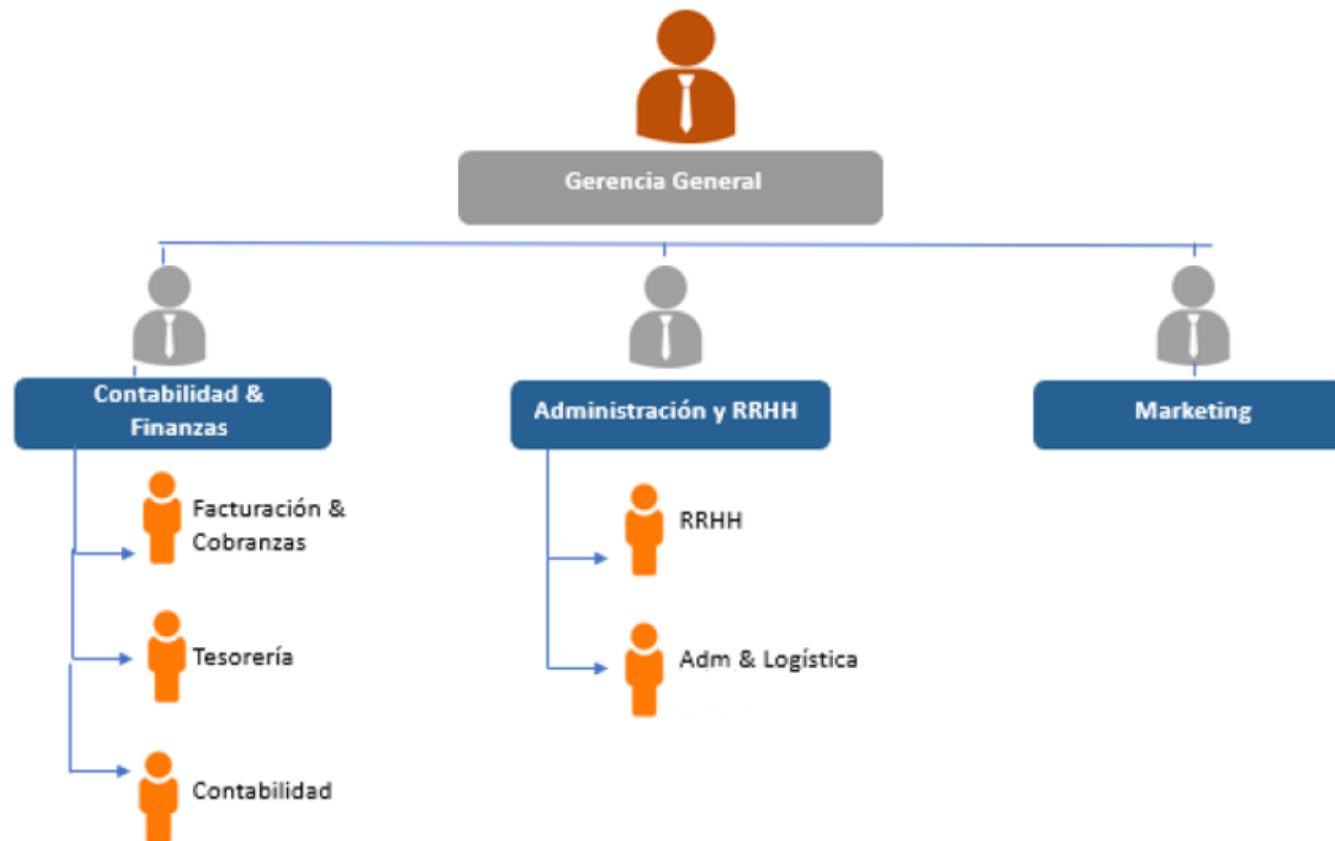 Gerencia General
Contabilidad &
Finanzas
Administración y RRHH
Marketing
Facturación &
Cobranzas
RRHH
Tesorería
Adm & Logística
Contabilidad